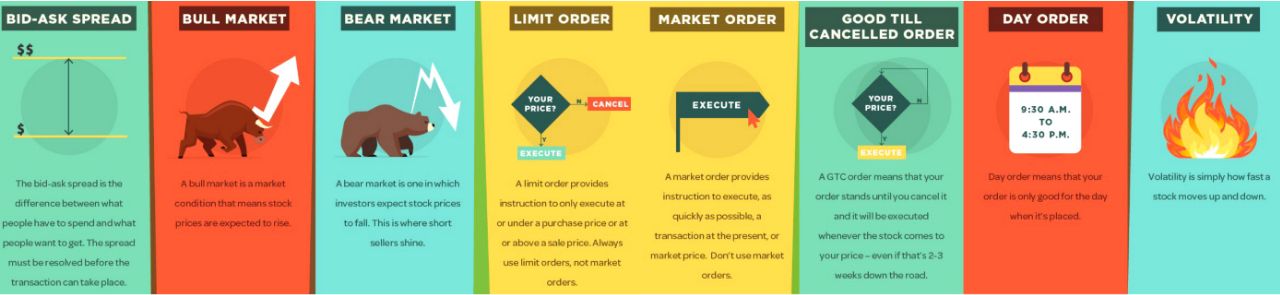 BID-ASK SPREAD
$$
$
The bid-ask spread is the
difference between what
people have to spend and what
people want to get. The spread
must be resolved before the
transaction can take place.
BULL MARKET
A bull market is a market
condition that means stock
prices are expected to rise.
BEAR MARKET
A bear market is one in which
investors expect stock prices
to fall. This is where short
sellers shine.
LIMIT ORDER
YOUR
PRICE?
N
CANCEL
Y
EXECUTE
A limit order provides
instruction to only execute at
or under a purchase price or at
or above a sale price. Always
use limit orders, not market
orders.
MARKET ORDER
EXECUTE
A market order provides
instruction to execute, as
quickly as possible, a
transaction at the present, or
market price. Don't use market
orders.
GOOD TILL
CANCELLED ORDER
YOUR
PRICE?
N
Y
EXECUTE
A GTC order means that your
order stands until you cancel it
and it will be executed
whenever the stock comes to
your price – even if that's 2-3
weeks down the road.
DAY ORDER
9:30 A.M.
TO
4:30 P.M.
Day order means that your
order is only good for the day
when it's placed.
VOLATILITY
Volatility is simply how fast a
stock moves up and down.